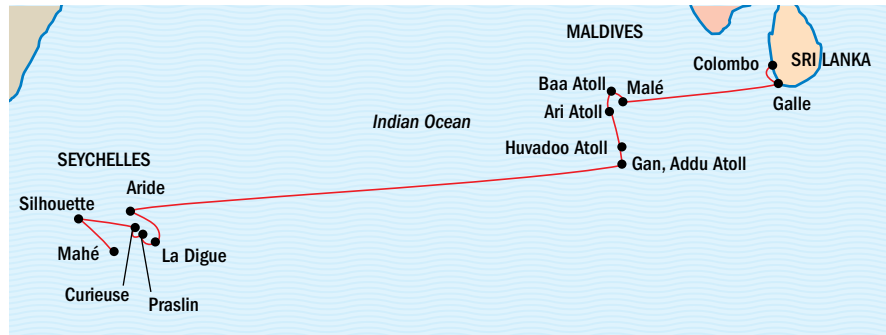 MALDIVES
Colombo
SRI LANKA
Baa Atoll
Malé
Galle
Ari Atoll
Indian Ocean
Huvadoo Atoll
Gan, Addu Atoll
SEYCHELLES
Aride
Silhouette
Mahé
La Digue
Curieuse
Praslin